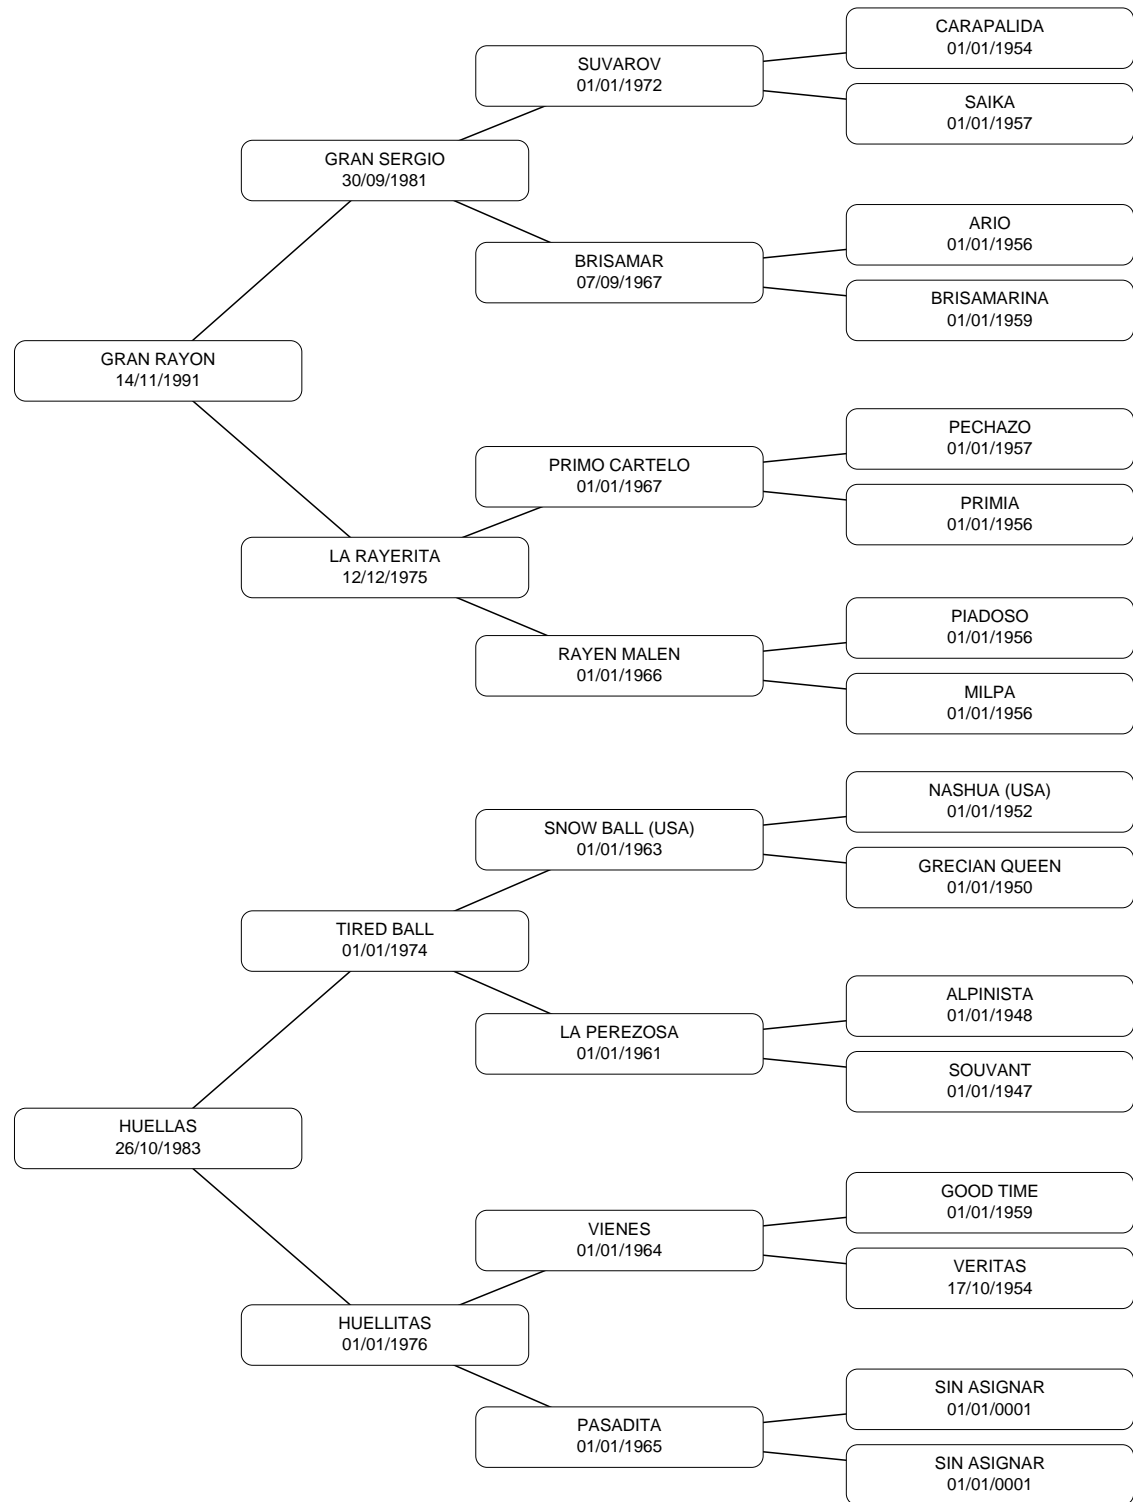 CARAPALIDA
01/01/1954
SUVAROV
01/01/1972
SAIKA
01/01/1957
GRAN SERGIO
30/09/1981
ARIO
01/01/1956
BRISAMAR
07/09/1967
BRISAMARINA
01/01/1959
GRAN RAYON
14/11/1991
PECHAZO
01/01/1957
PRIMO CARTELO
01/01/1967
PRIMIA
01/01/1956
LA RAYERITA
12/12/1975
PIADOSO
01/01/1956
RAYEN MALEN
01/01/1966
MILPA
01/01/1956
NASHUA (USA)
01/01/1952
SNOW BALL (USA)
01/01/1963
GRECIAN QUEEN
01/01/1950
TIRED BALL
01/01/1974
ALPINISTA
01/01/1948
LA PEREZOSA
01/01/1961
SOUVANT
01/01/1947
HUELLAS
26/10/1983
GOOD TIME
01/01/1959
VIENES
01/01/1964
VERITAS
17/10/1954
HUELLITAS
01/01/1976
SIN ASIGNAR
01/01/0001
PASADITA
01/01/1965
SIN ASIGNAR
01/01/0001